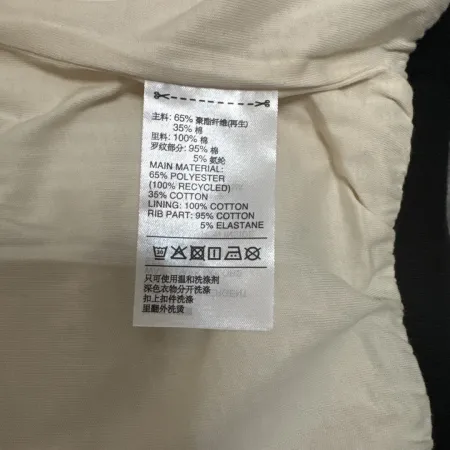 主料: 65% 聚酯纤维(再生)
35% 棉
里料: 100% 棉
罗纹部分: 95% 棉
5% 氨纶
MAIN MATERIAL:
65% POLYESTER
(100% RECYCLED)
35% COTTON
LINING: 100% COTTON
RIB PART: 95% COTTON
5% ELASTANE
只可使用温和洗涤剂
深色衣物分开洗涤
扣上扣件洗涤
里翻外洗烫